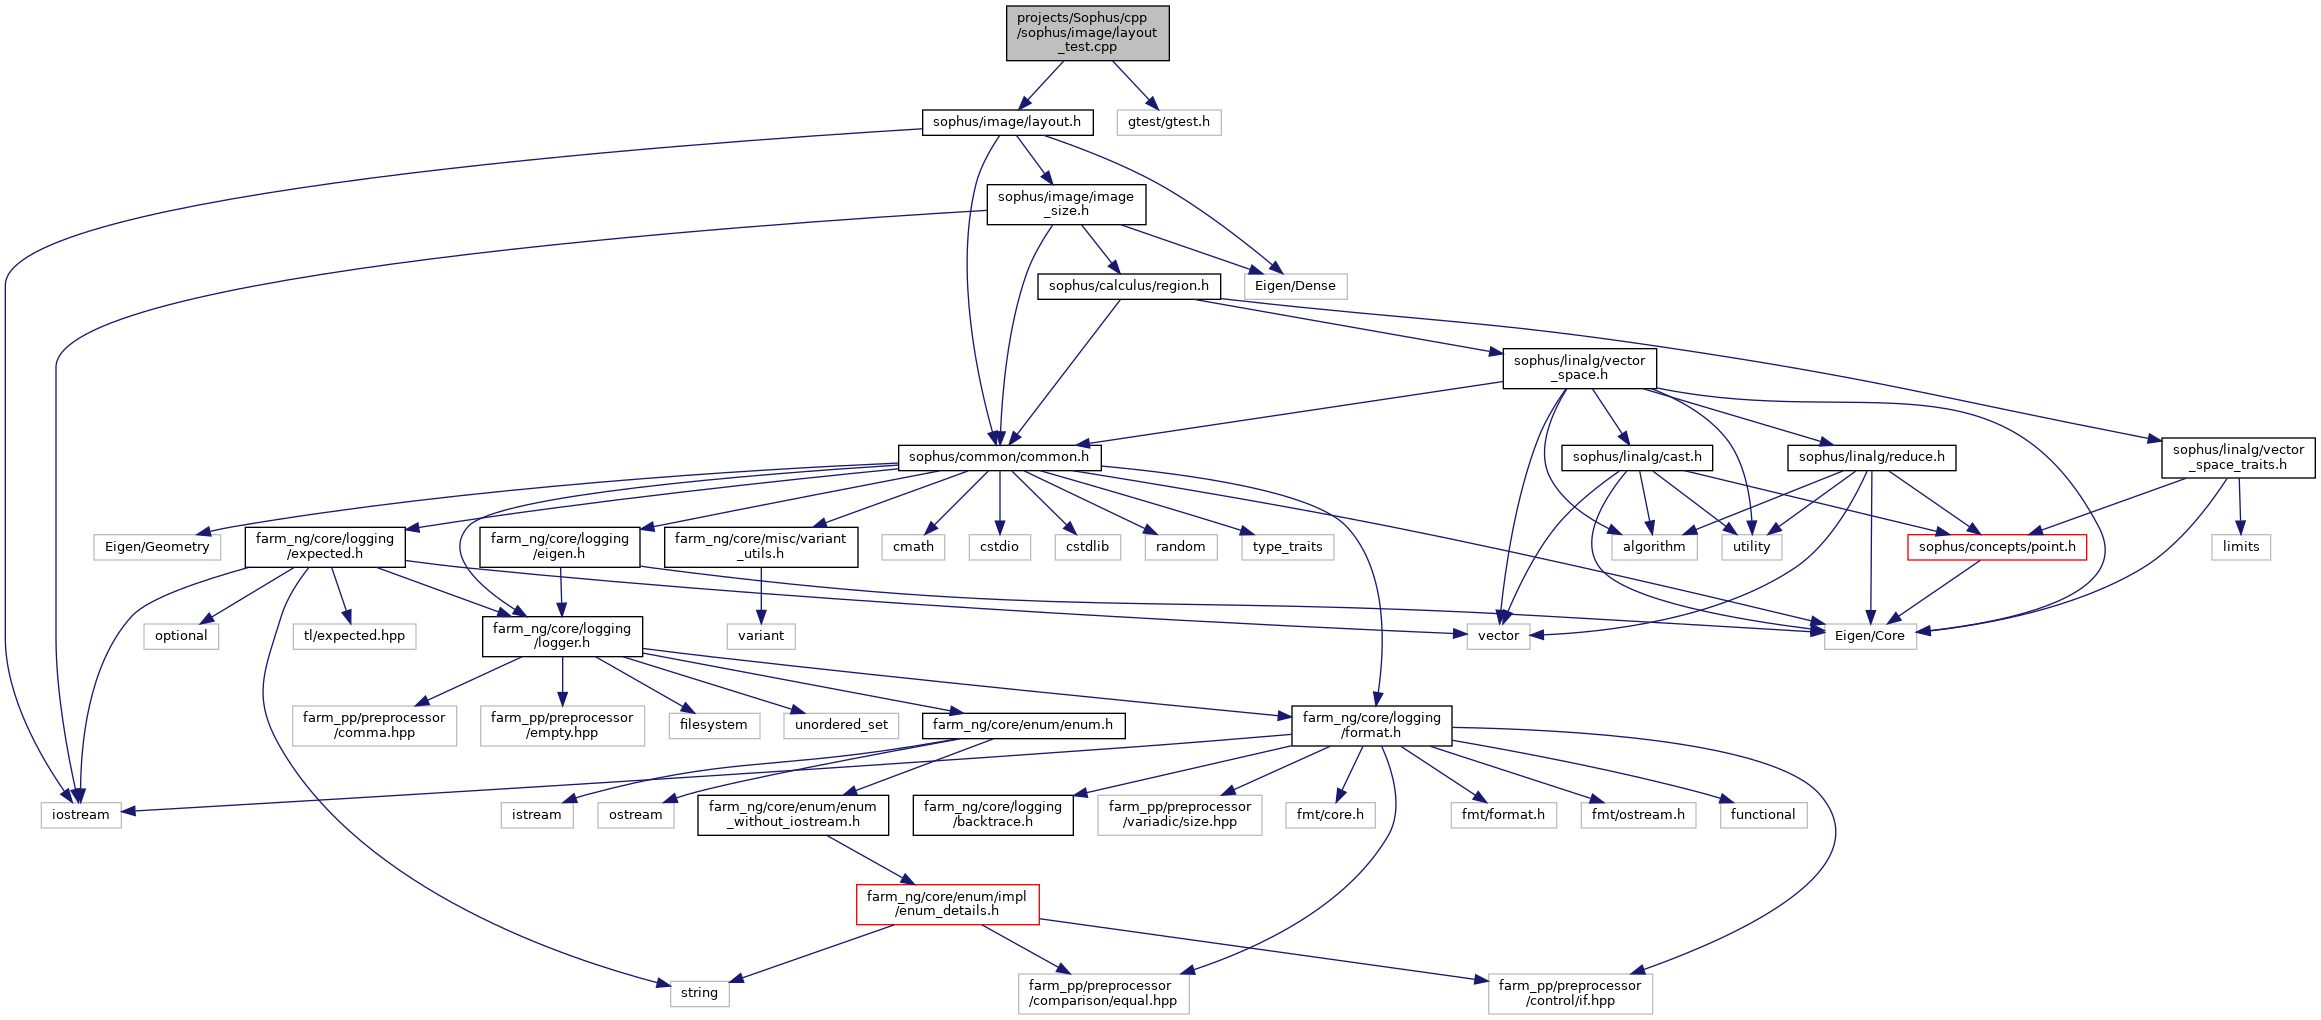 projects/Sophus/cpp
/sophus/image/layout
_test.cpp
sophus/image/layout.h
gtest/gtest.h
sophus/image/image
_size.h
sophus/calculus/region.h
Eigen/Dense
sophus/linalg/vector
_space.h
sophus/common/common.h
sophus/linalg/cast.h
sophus/linalg/reduce.h
sophus/linalg/vector
_space_traits.h
Eigen/Geometry
farm_ng/core/logging
/expected.h
farm_ng/core/logging
/eigen.h
farm_ng/core/misc/variant
_utils.h
cmath
cstdio
cstdlib
random
type_traits
algorithm
utility
sophus/concepts/point.h
limits
optional
tl/expected.hpp
farm_ng/core/logging
/logger.h
variant
vector
Eigen/Core
farm_pp/preprocessor
/comma.hpp
farm_pp/preprocessor
/empty.hpp
filesystem
unordered_set
farm_ng/core/enum/enum.h
farm_ng/core/logging
/format.h
iostream
istream
ostream
farm_ng/core/enum/enum
_without_iostream.h
farm_ng/core/logging
/backtrace.h
farm_pp/preprocessor
/variadic/size.hpp
fmt/core.h
fmt/format.h
fmt/ostream.h
functional
farm_ng/core/enum/impl
/enum_details.h
string
farm_pp/preprocessor
/comparison/equal.hpp
farm_pp/preprocessor
/control/if.hpp